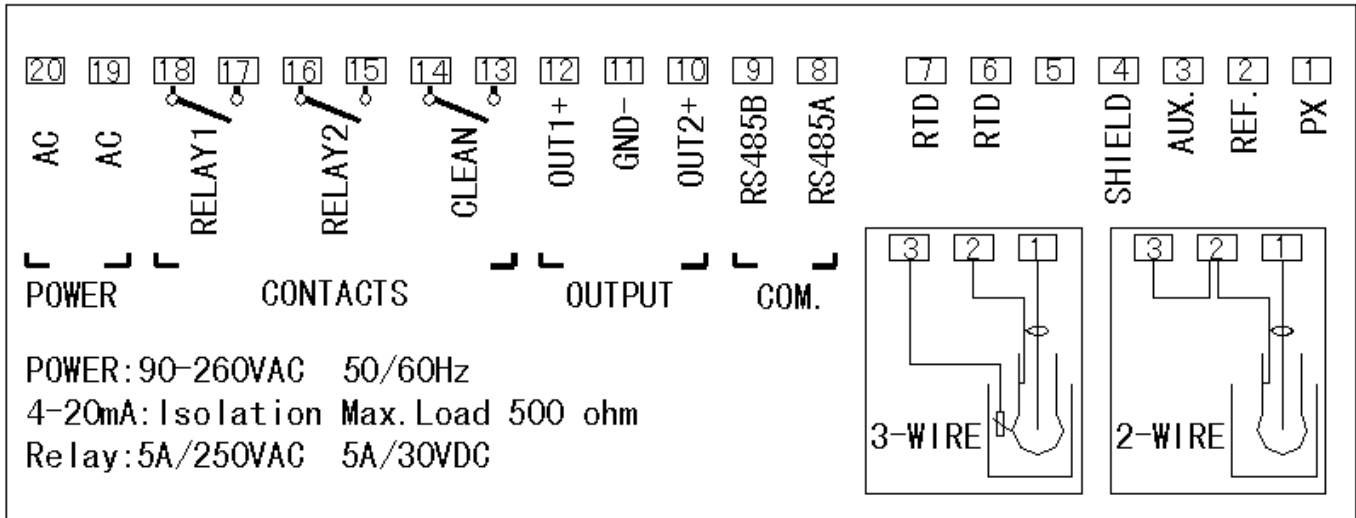 20 19 18 17 16 15 14 13 12 11 10 9 8 7 6 5 4 3 2 1
AC AC RELAY1 RELAY2 CLEAN OUT1+ GND- OUT2+ RS485B RS485A RTD RTD SHIELD AUX. REF. PX
POWER CONTACTS OUTPUT COM.
3 2 1
3-WIRE
3 2 1
2-WIRE
POWER:90-260VAC 50/60Hz
4-20mA:Isolation Max.Load 500 ohm
Relay:5A/250VAC 5A/30VDC